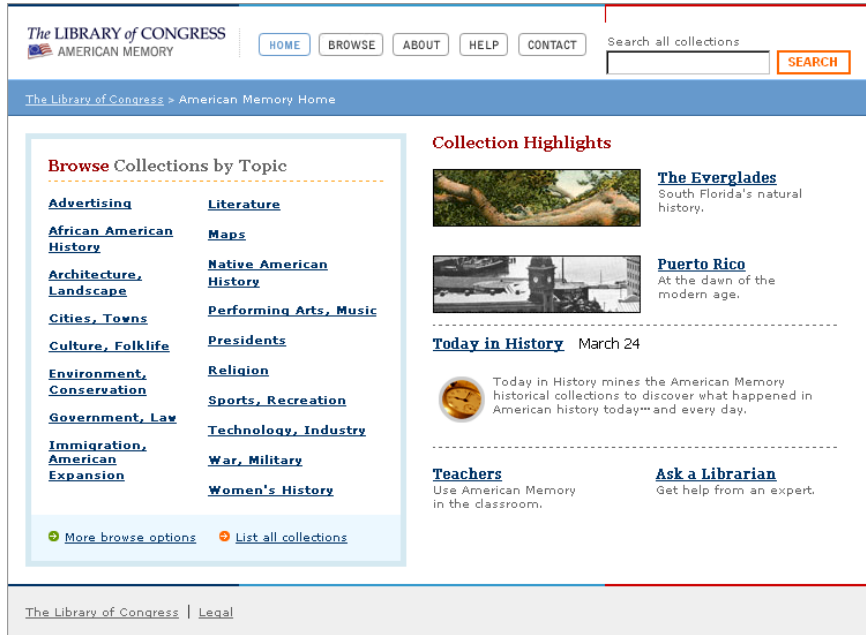 The LIBRARY of CONGRESS
AMERICAN MEMORY
HOME
BROWSE
ABOUT
HELP
CONTACT
Search all collections
SEARCH
The Library of Congress > American Memory Home
Browse Collections by Topic
Advertising
African American
History
Architecture,
Landscape
Cities, Towns
Culture, Folklife
Environment,
Conservation
Government, Law
Immigration,
American
Expansion
Literature
Maps
Native American
History
Performing Arts, Music
Presidents
Religion
Sports, Recreation
Technology, Industry
War, Military
Women's History
More browse options
List all collections
Collection Highlights
The Everglades
South Florida's natural
history.
Puerto Rico
At the dawn of the
modern age.
Today in History March 24
Today in History mines the American Memory
historical collections to discover what happened in
American history today--and every day.
Teachers
Use American Memory
in the classroom.
Ask a Librarian
Get help from an expert.
The Library of Congress | Legal